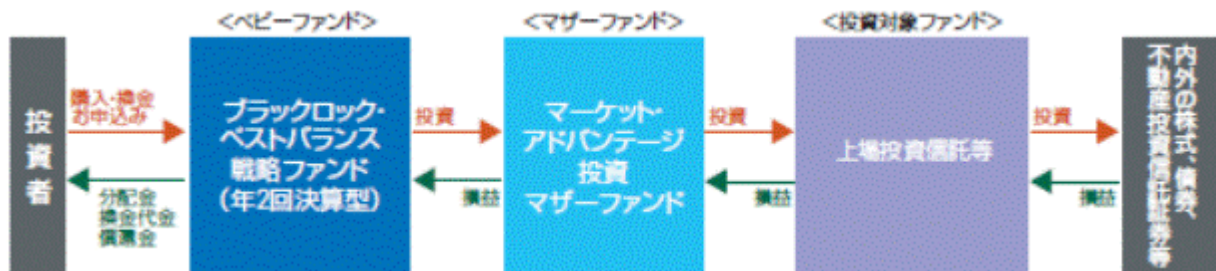 <ベビーファンド>
<マザーファンド>
<投資対象ファンド>
投資者
購入・換金
お申込み
分配金
換金代金
償還金
ブラックロック・
ベストバランス
戦略ファンド
(年2回決算型)
投資
損益
マーケット・
アドバンテージ
投資
マザーファンド
投資
損益
上場投資信託等
投資
損益
内外の株式、債券、
不動産投資信託証券等